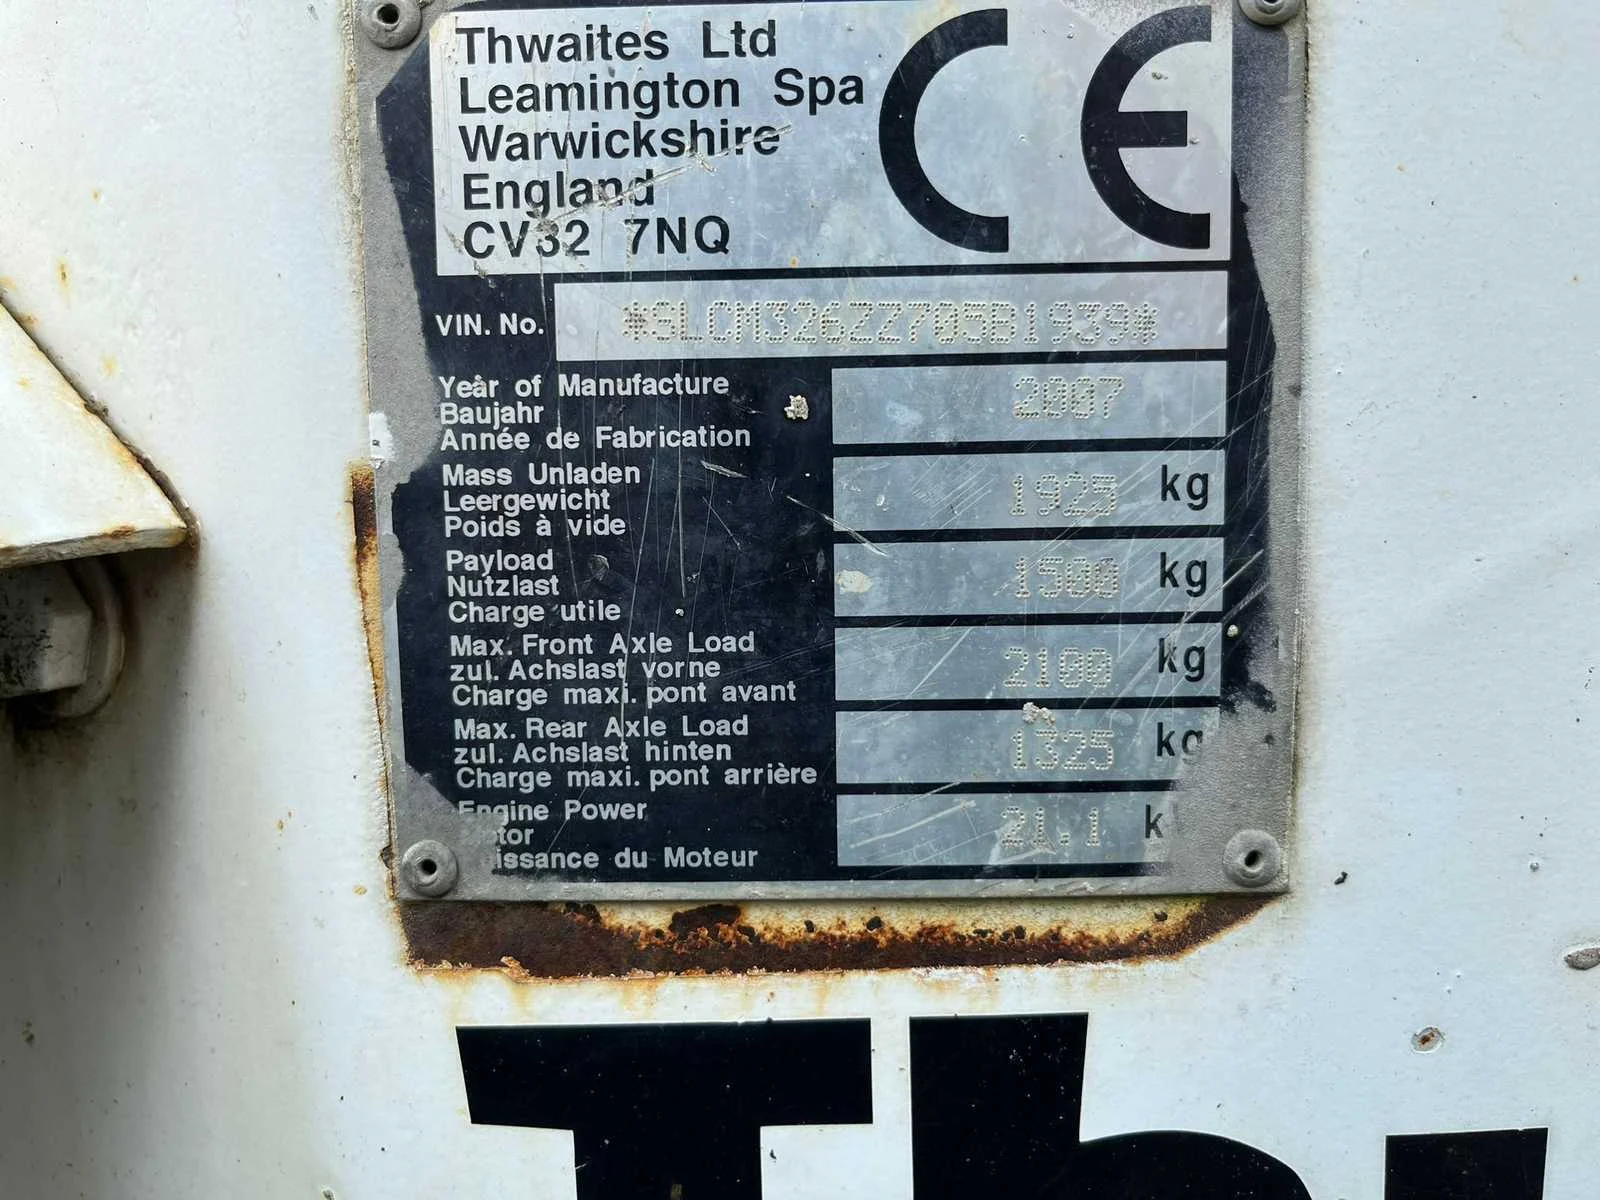 Thwaites Ltd
Leamington Spa
Warwickshire
England
CV32 7NQ
CE
VIN. No. *SLCM326ZZ705B1939*
Year of Manufacture
Baujahr
Année de Fabrication
2007
Mass Unladen
Leergewicht
Poids à vide
1925 kg
Payload
Nutzlast
Charge utile
1500 kg
Max. Front Axle Load
zul. Achslast vorne
Charge maxi. pont avant
2100 kg
Max. Rear Axle Load
zul. Achslast hinten
Charge maxi. pont arrière
1325 kg
Engine Power
tor
issance du Moteur
21.1 k
Th